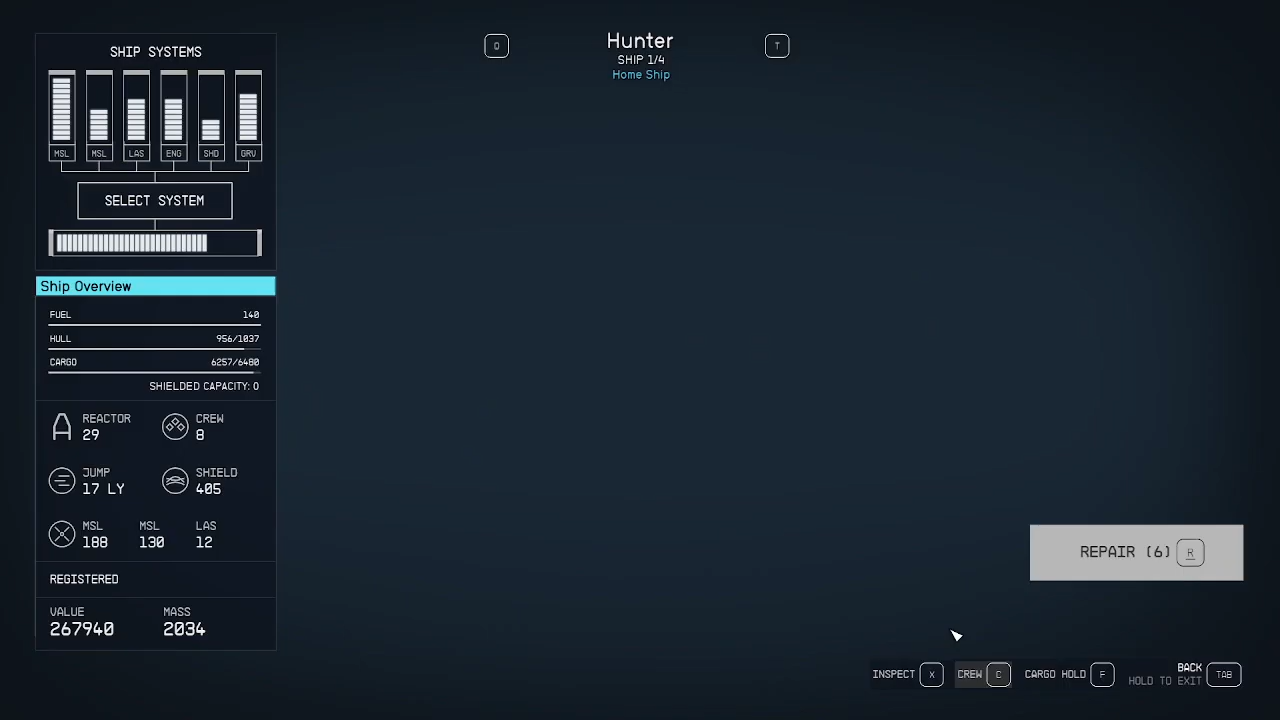 SHIP SYSTEMS
MSL MSL LAS ENG SHD GRV
SELECT SYSTEM
Q Hunter T
SHIP 1/4
Home Ship
Ship Overview
FUEL 140
HULL 956/1037
CARGO 6257/6480
SHIELDED CAPACITY: 0
REACTOR CREW
29 8
JUMP SHIELD
17 LY 405
MSL MSL LAS
188 130 12
REGISTERED
VALUE MASS
267940 2034
REPAIR (6) R
INSPECT X CREW C CARGO HOLD F BACK TAB
HOLD TO EXIT